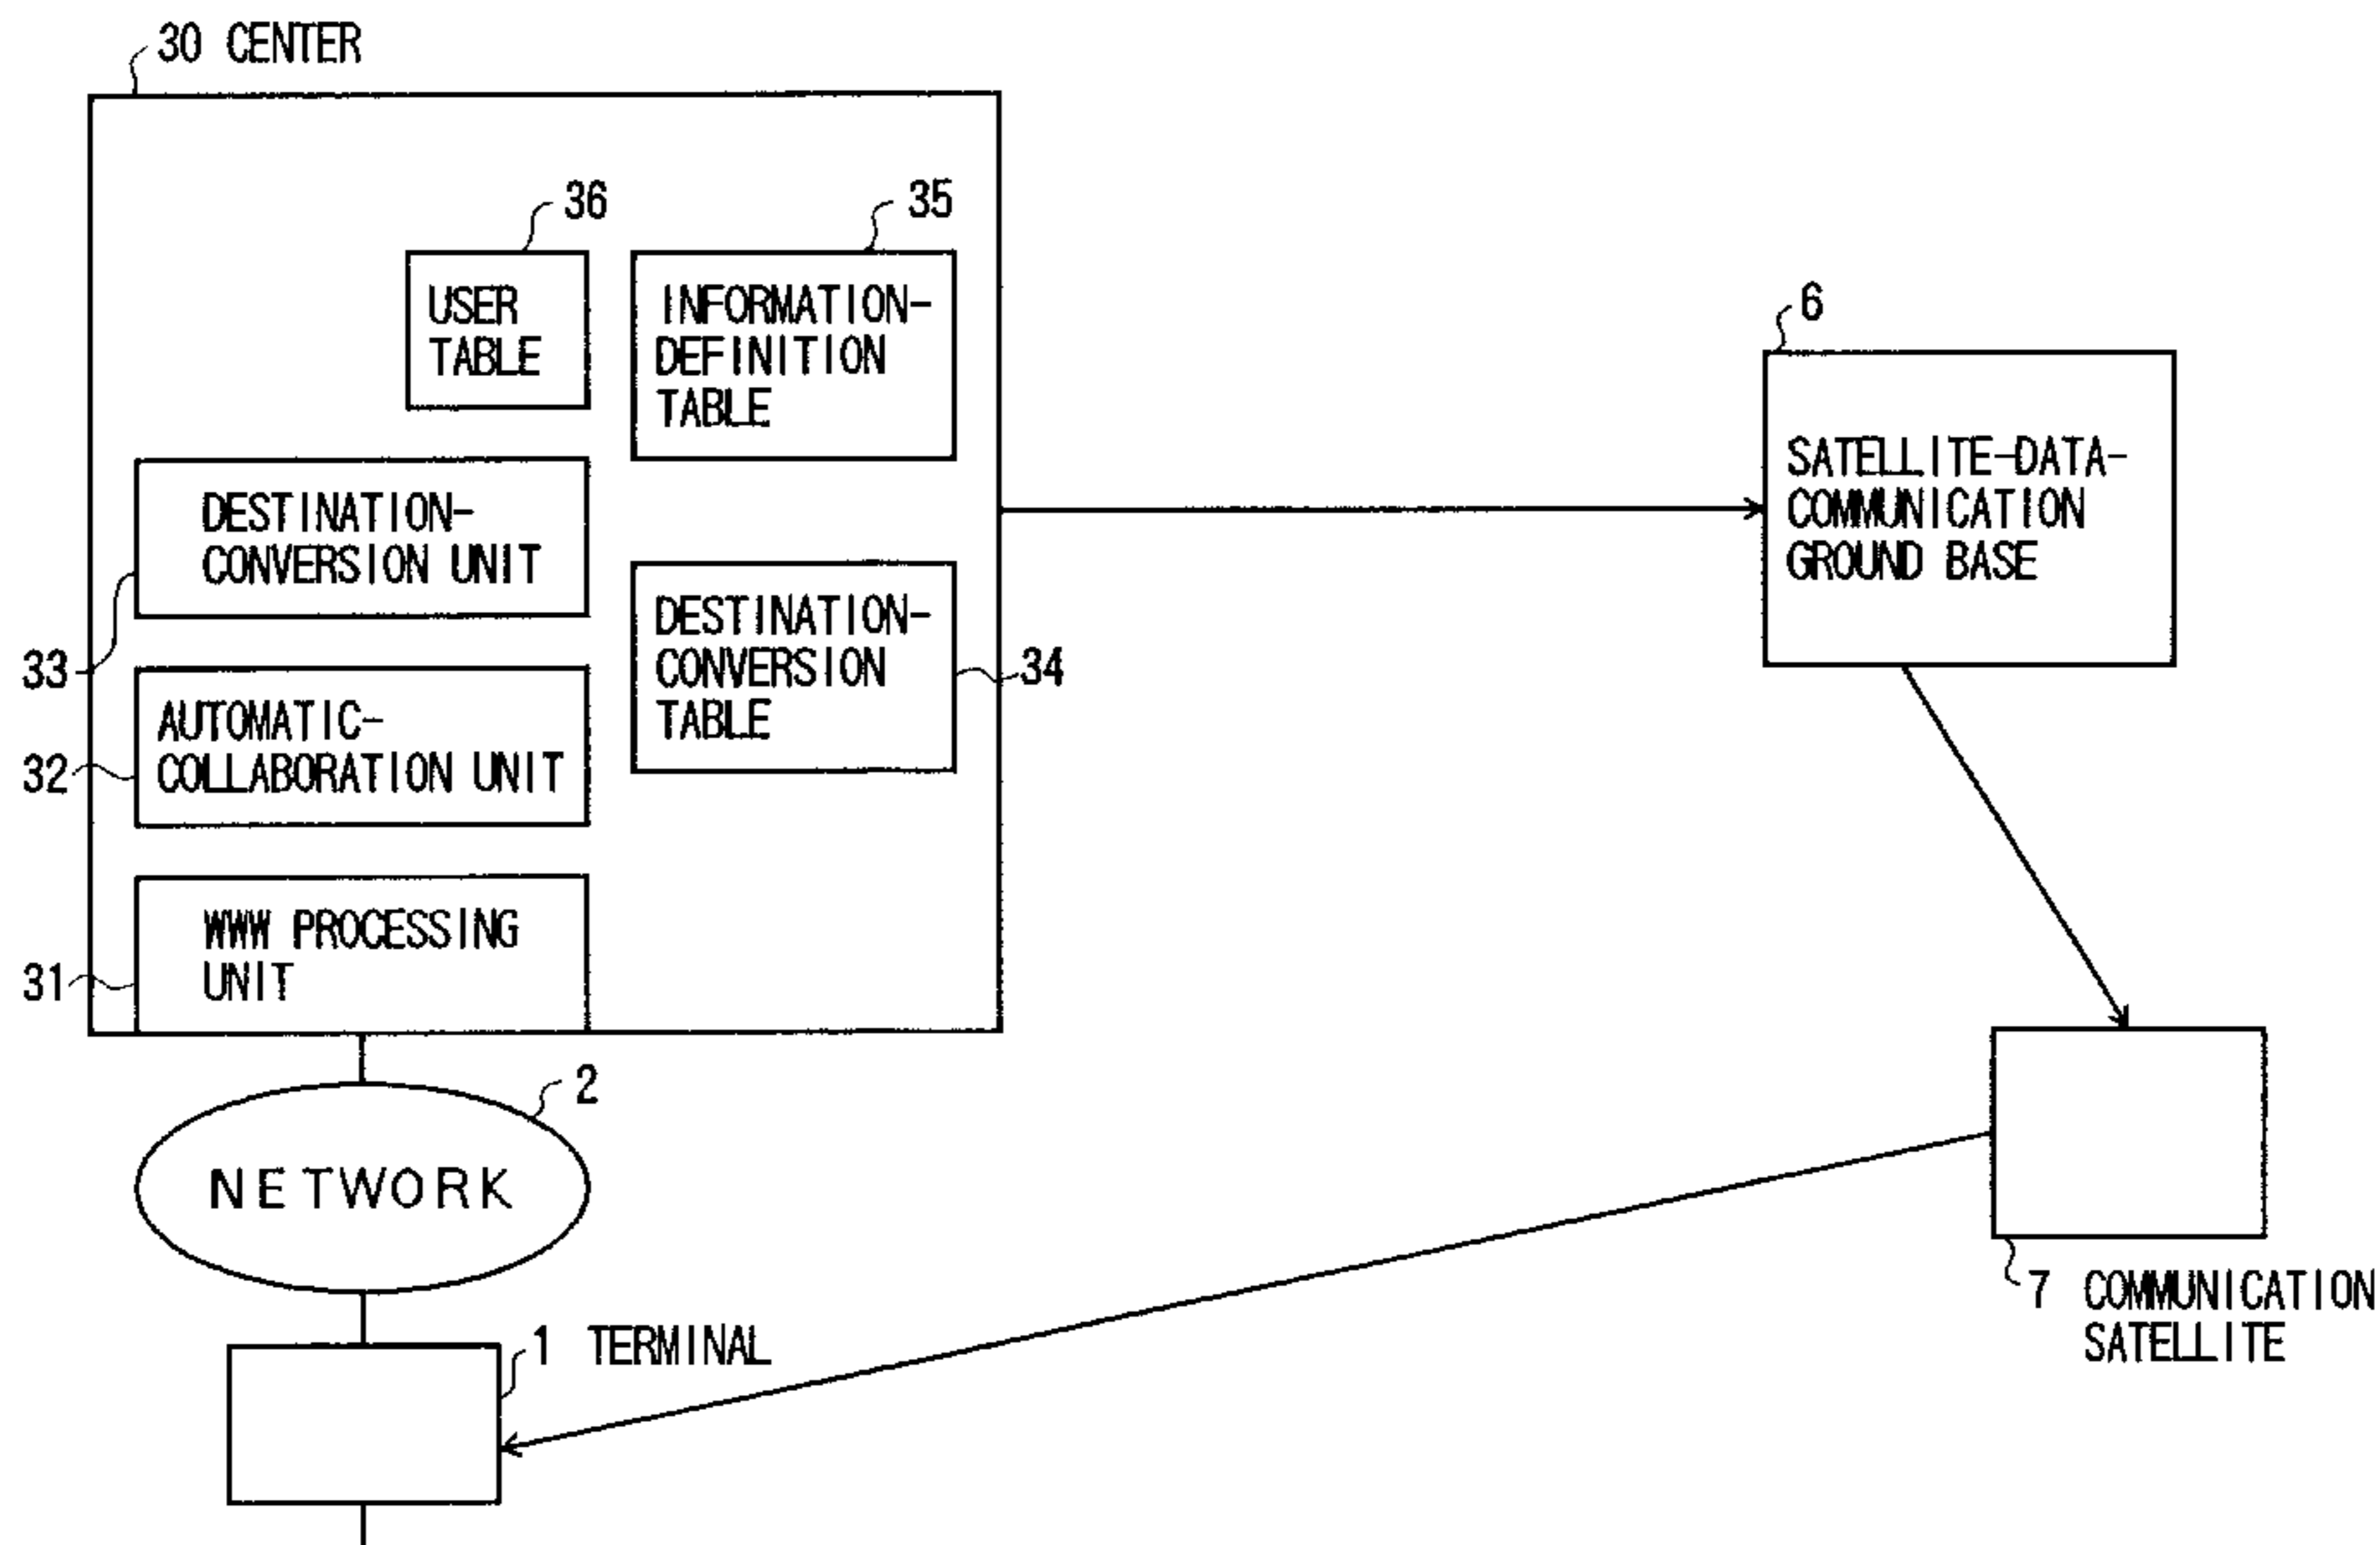 30 CENTER
36
35
USER
TABLE
INFORMATION-
DEFINITION
TABLE
6
SATELLITE-DATA-
COMMUNICATION
GROUND BASE
DESTINATION-
CONVERSION UNIT
33
DESTINATION-
CONVERSION
TABLE
34
AUTOMATIC-
COLLABORATION UNIT
32
WWW PROCESSING
UNIT
31
2
NETWORK
7 COMMUNICATION
SATELLITE
1 TERMINAL